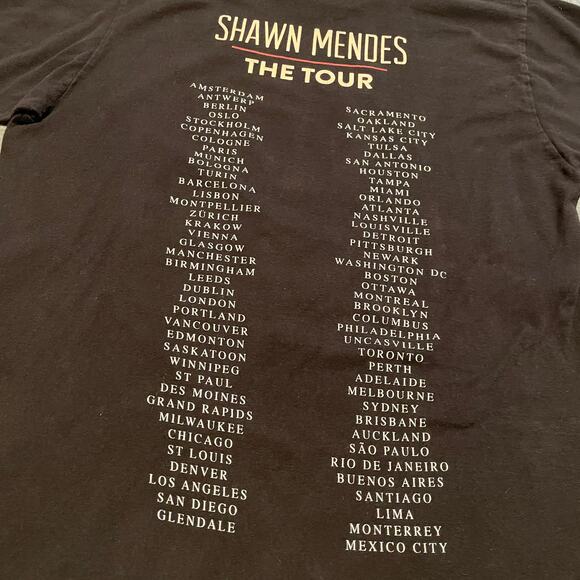 SHAWN MENDES
THE TOUR
AMSTERDAM
ANTWERP
BERLIN
OSLO
STOCKHOLM
COPENHAGEN
COLOGNE
PARIS
MUNICH
BOLOGNA
TURIN
BARCELONA
LISBON
MONTPELLIER
ZÜRICH
KRAKOW
VIENNA
GLASGOW
MANCHESTER
BIRMINGHAM
LEEDS
DUBLIN
LONDON
PORTLAND
VANCOUVER
EDMONTON
SASKATOON
WINNIPEG
ST PAUL
DES MOINES
GRAND RAPIDS
MILWAUKEE
CHICAGO
ST LOUIS
DENVER
LOS ANGELES
SAN DIEGO
GLENDALE
SACRAMENTO
OAKLAND
SALT LAKE CITY
KANSAS CITY
TULSA
DALLAS
SAN ANTONIO
HOUSTON
TAMPA
MIAMI
ORLANDO
ATLANTA
NASHVILLE
LOUISVILLE
DETROIT
PITTSBURGH
NEWARK
WASHINGTON DC
BOSTON
OTTAWA
MONTREAL
BROOKLYN
COLUMBUS
PHILADELPHIA
UNCASVILLE
TORONTO
PERTH
ADELAIDE
MELBOURNE
SYDNEY
BRISBANE
AUCKLAND
SÃO PAULO
RIO DE JANEIRO
BUENOS AIRES
SANTIAGO
LIMA
MONTERREY
MEXICO CITY